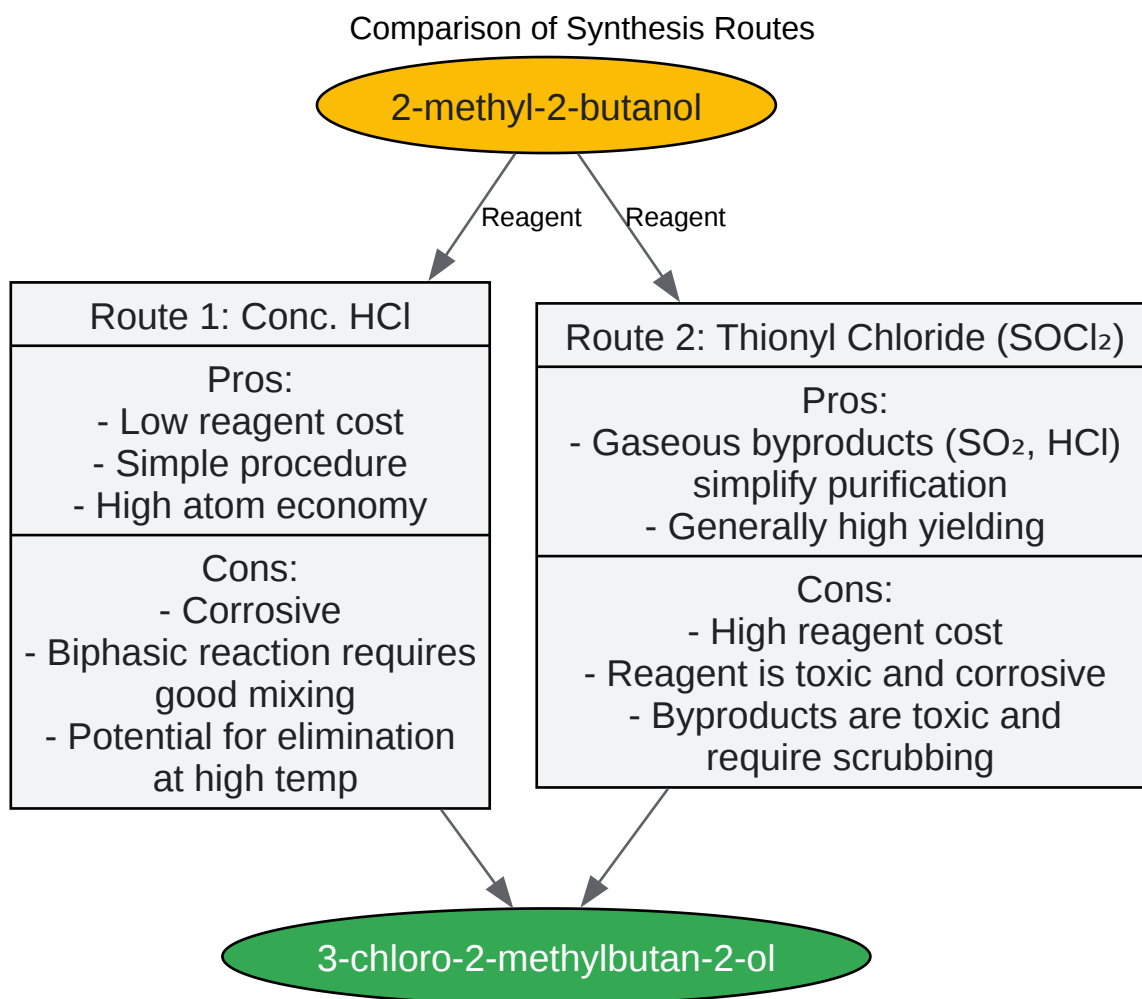 Comparison of Synthesis Routes
2-methyl-2-butanol
Reagent
Reagent
Route 1: Conc. HCl
Pros:
- Low reagent cost
- Simple procedure
- High atom economy
Cons:
- Corrosive
- Biphasic reaction requires
good mixing
- Potential for elimination
at high temp
Route 2: Thionyl Chloride (SOCl₂)
Pros:
- Gaseous byproducts (SO₂, HCl)
simplify purification
- Generally high yielding
Cons:
- High reagent cost
- Reagent is toxic and corrosive
- Byproducts are toxic and
require scrubbing
3-chloro-2-methylbutan-2-ol